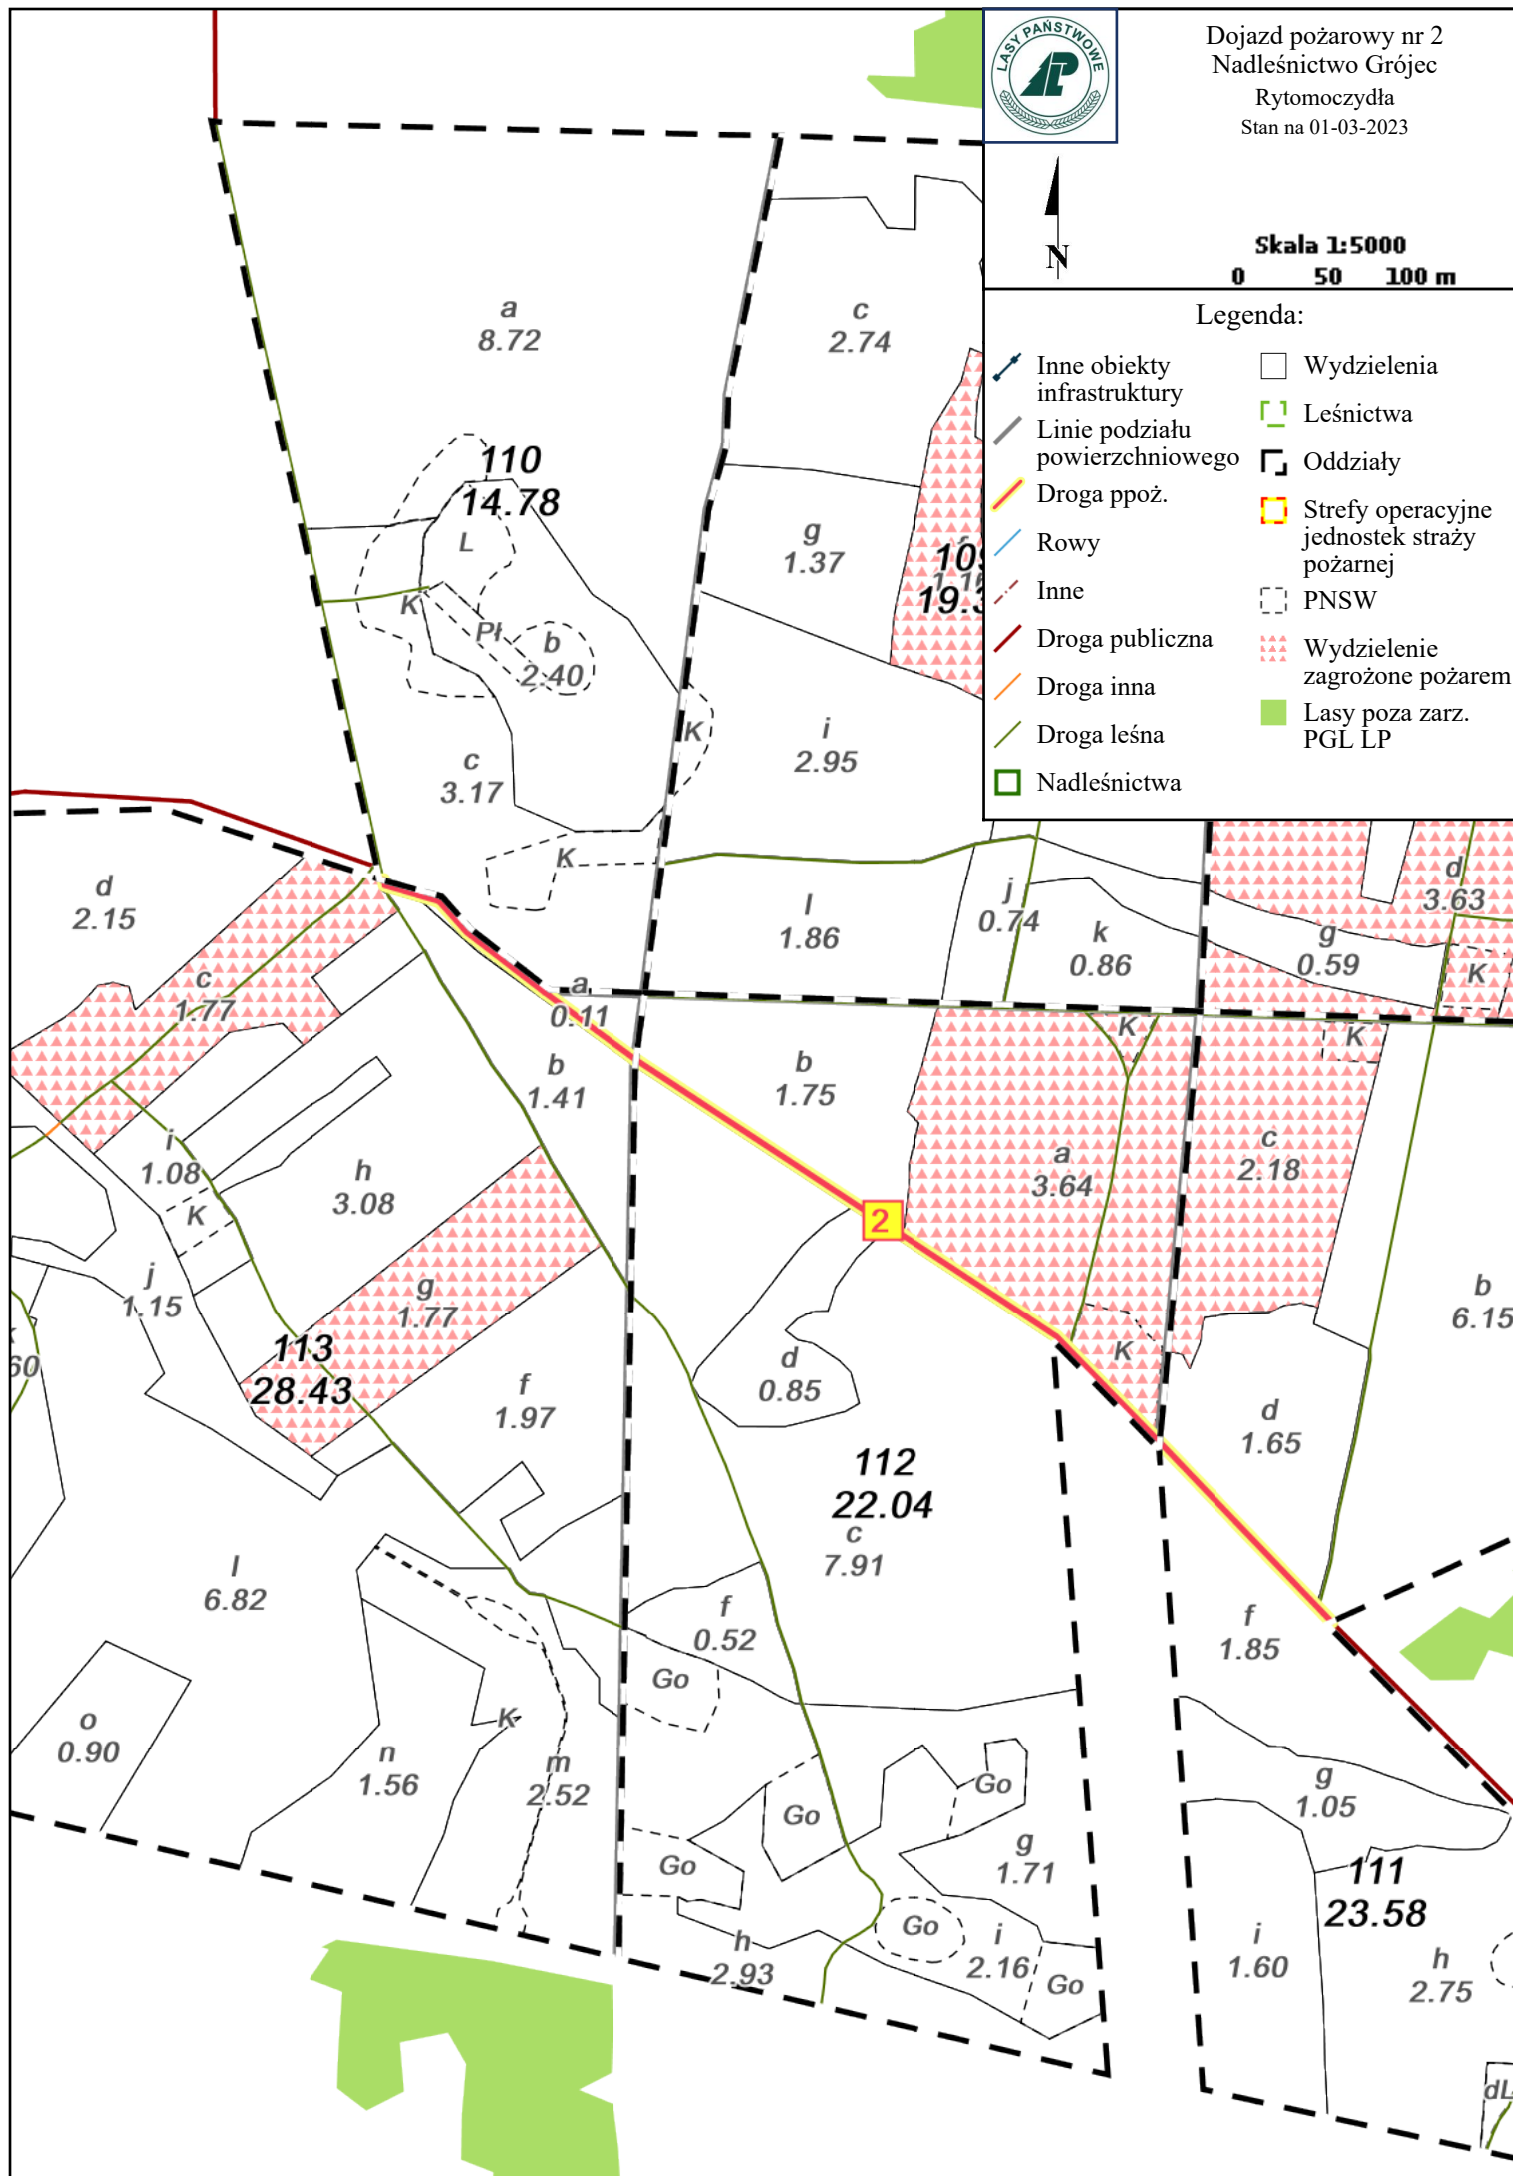 LASY PAŃSTWOWE
Dojazd pożarowy nr 2
Nadleśnictwo Grójec
Rytomoczydła
Stan na 01-03-2023
N
Skala 1:5000
0 50 100 m
Legenda:
Inne obiekty
infrastruktury
Linie podziału
powierzchniowego
Droga ppoż.
Rowy
Inne
Droga publiczna
Droga inna
Droga leśna
Nadleśnictwa
Wydzielenia
Leśnictwa
Oddziały
Strefy operacyjne
jednostek straży
pożarnej
PNSW
Wydzielenie
zagrożone pożarem
Lasy poza zarz.
PGL LP
a
8.72
c
2.74
110
14.78
L
g
1.37
K
Pł
b
2.40
K
i
2.95
c
3.17
K
d
2.15
l
1.86
j
0.74
k
0.86
g
0.59
d
3.63
K
c
1.77
a
0.11
b
1.41
b
1.75
K
K
a
3.64
c
2.18
i
1.08
h
3.08
K
2
j
1.15
g
1.77
b
6.15
113
28.43
60
f
1.97
d
0.85
K
d
1.65
112
22.04
c
7.91
l
6.82
f
0.52
f
1.85
Go
o
0.90
n
1.56
K
m
2.52
Go
Go
g
1.05
Go
g
1.71
111
23.58
Go
i
2.16
h
2.93
Go
i
1.60
h
2.75
dL